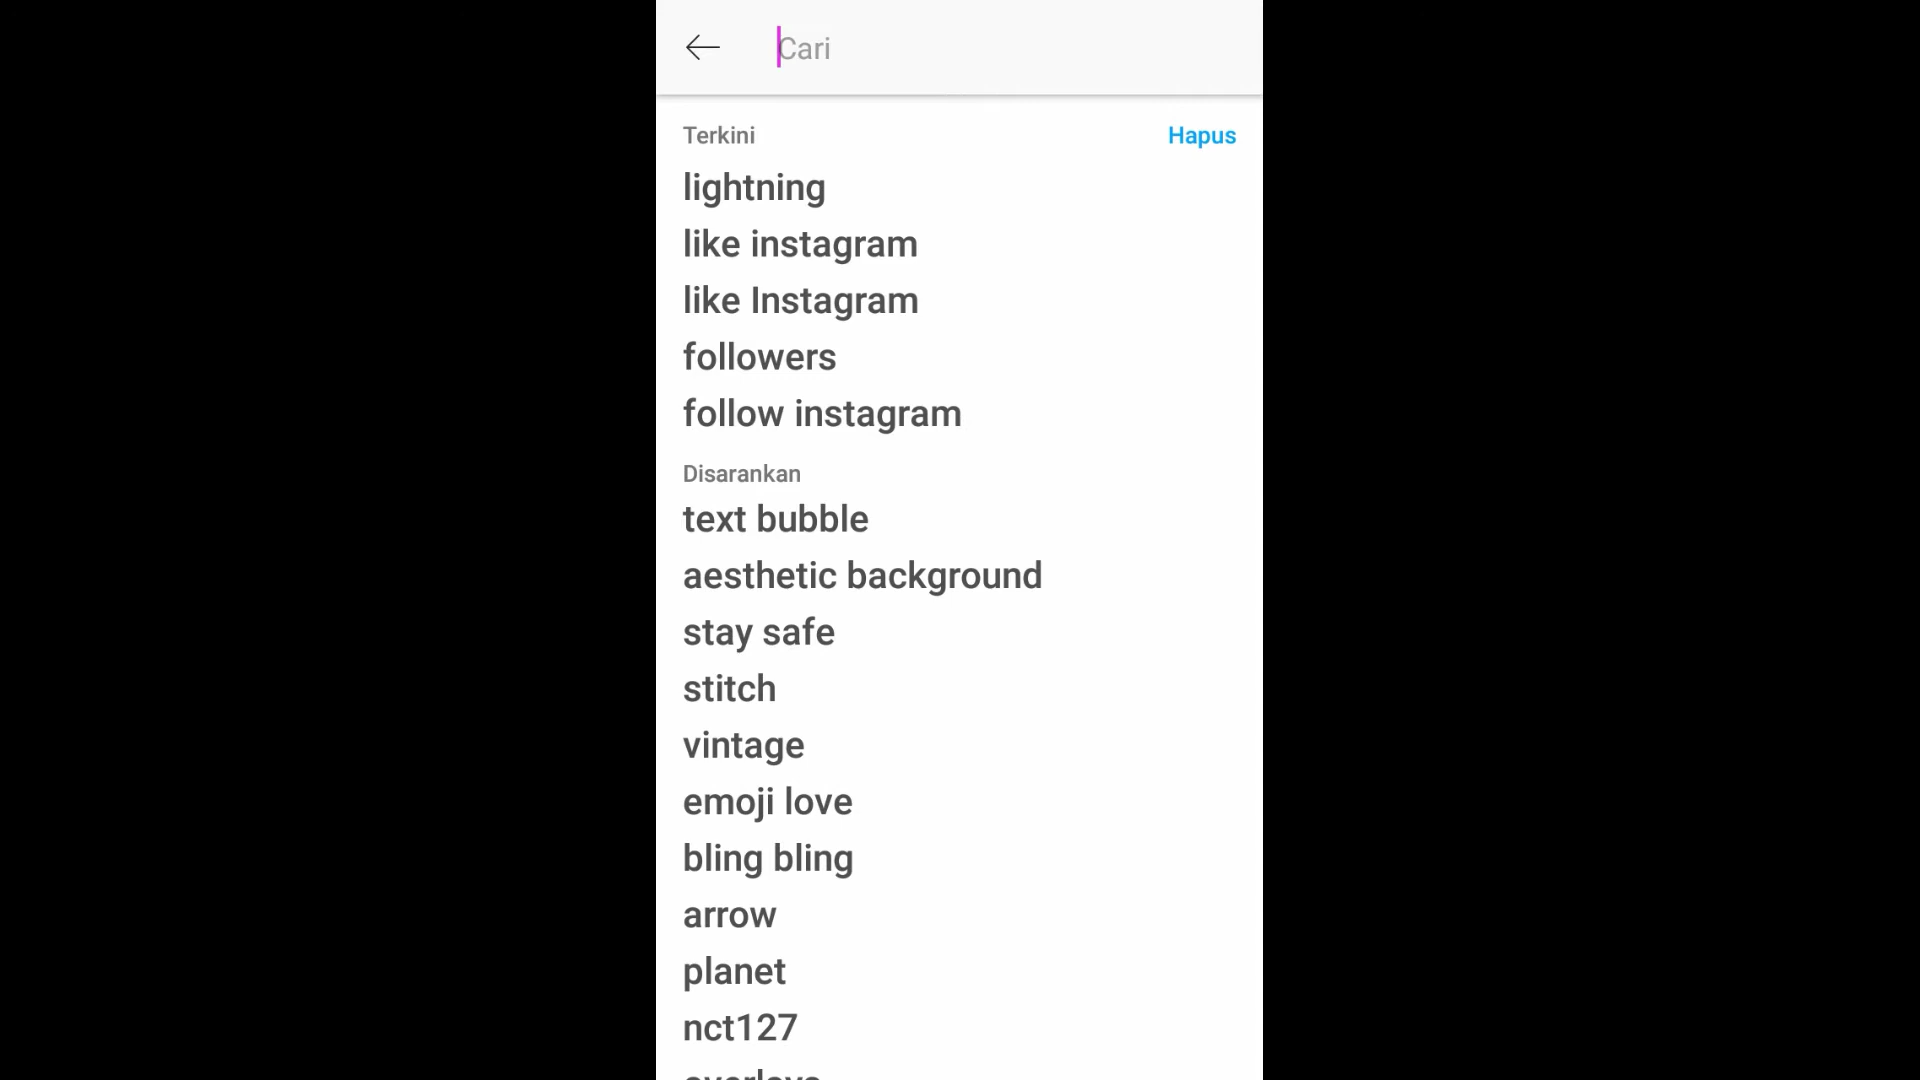 Cari
Terkini Hapus
lightning
like instagram
like Instagram
followers
follow instagram
Disarankan
text bubble
aesthetic background
stay safe
stitch
vintage
emoji love
bling bling
arrow
planet
nct127